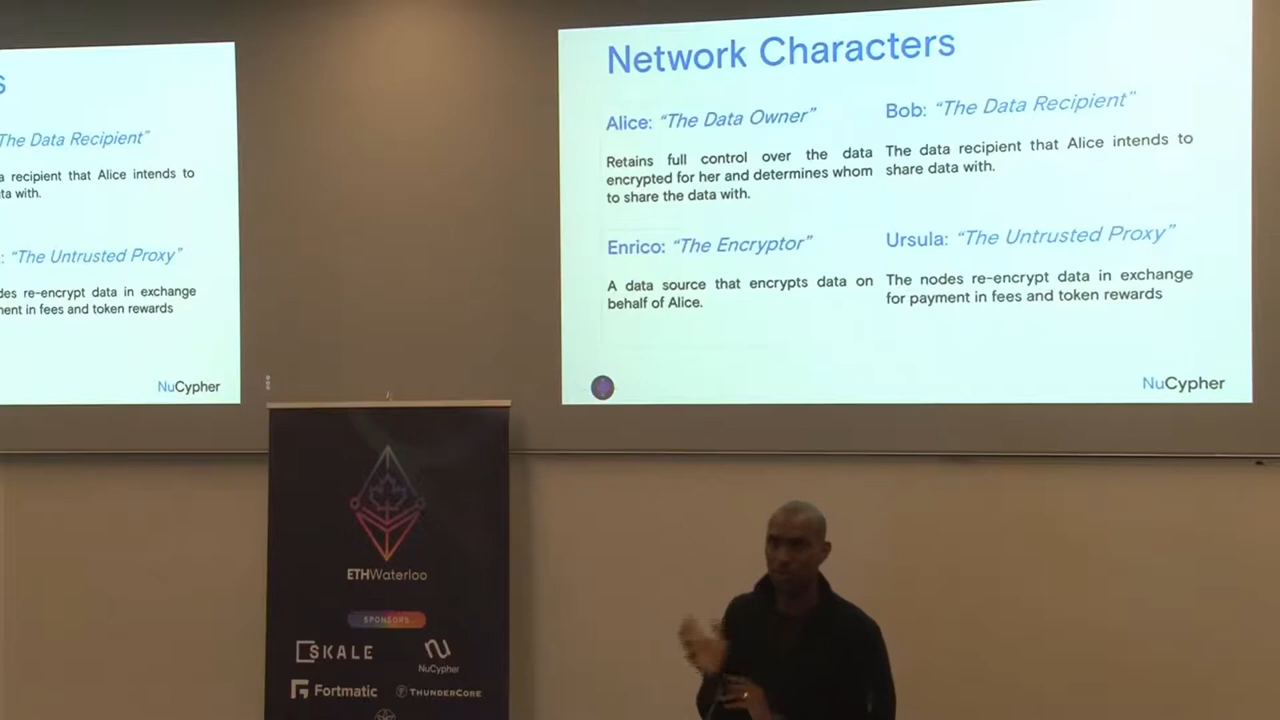 s
The Data Recipient”
a recipient that Alice intends to
ta with.
: “The Untrusted Proxy”
des re-encrypt data in exchange
ment in fees and token rewards
NuCypher
Network Characters
Alice: “The Data Owner”
Retains full control over the data
encrypted for her and determines whom
to share the data with.
Bob: “The Data Recipient”
The data recipient that Alice intends to
share data with.
Enrico: “The Encryptor”
A data source that encrypts data on
behalf of Alice.
Ursula: “The Untrusted Proxy”
The nodes re-encrypt data in exchange
for payment in fees and token rewards
NuCypher
ETHWaterloo
SPONSORS
SKALE
NuCypher
Fortmatic
THUNDERCORE